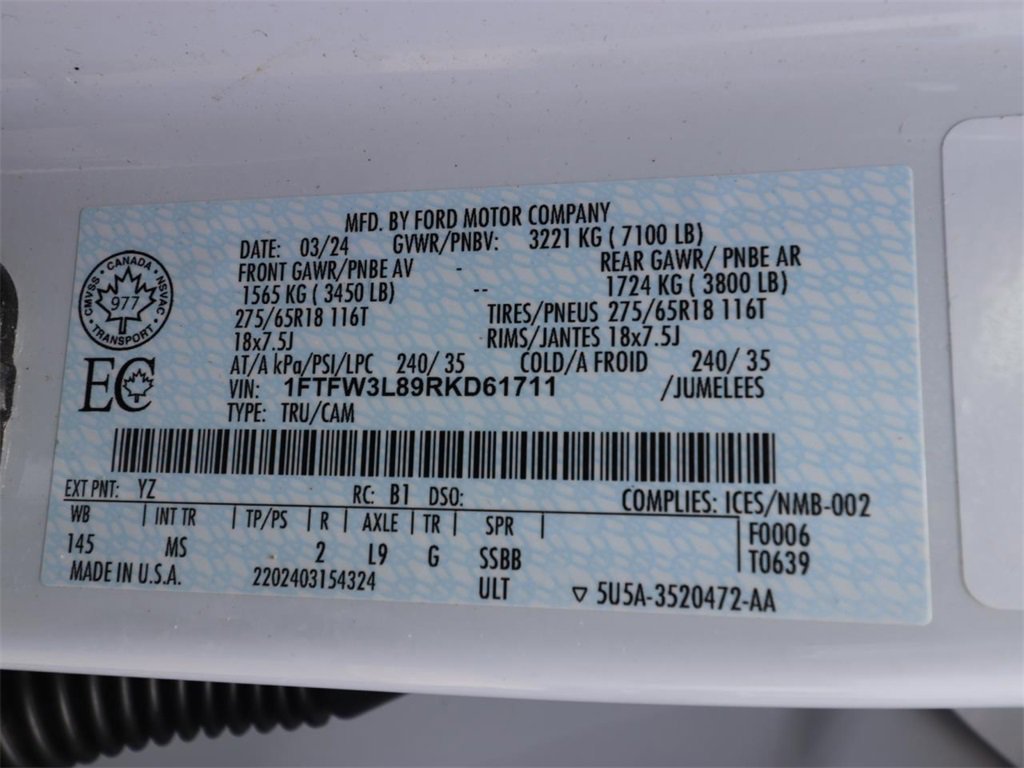 MFD. BY FORD MOTOR COMPANY
DATE: 03/24 GVWR/PNBV: 3221 KG ( 7100 LB)
FRONT GAWR/PNBE AV - REAR GAWR/ PNBE AR
1565 KG ( 3450 LB) -- 1724 KG ( 3800 LB)
275/65R18 116T TIRES/PNEUS 275/65R18 116T
18x7.5J RIMS/JANTES 18x7.5J
AT/A kPa/PSI/LPC 240/ 35 COLD/A FROID 240/ 35
VIN: 1FTFW3L89RKD61711 /JUMELEES
TYPE: TRU/CAM
CMVSS • CANADA • NSVAC • TRANSPORT •
977
EC
EXT PNT: YZ RC: B1 DSO: COMPLIES: ICES/NMB-002
WB | INT TR | TP/PS | R | AXLE | TR | SPR | F0006
145 MS 2 L9 G SSBB T0639
MADE IN U.S.A. 2202403154324 ULT ▽ 5U5A-3520472-AA